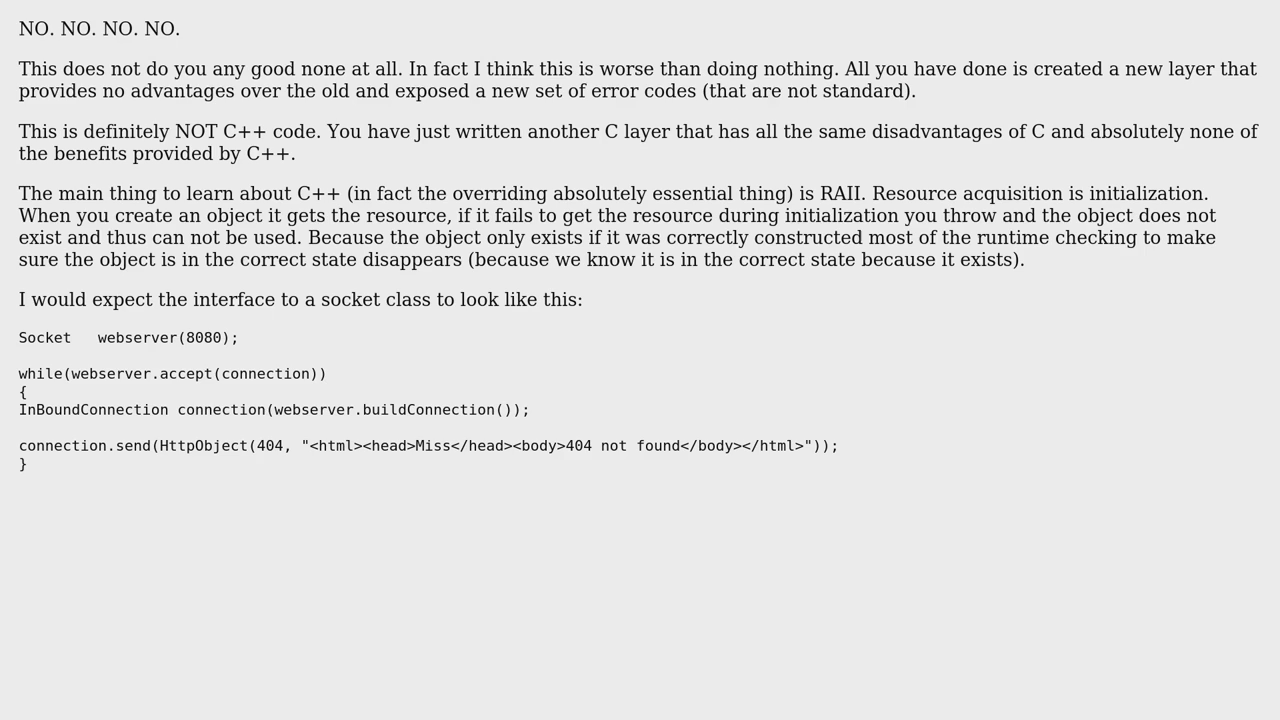 NO. NO. NO. NO.
This does not do you any good none at all. In fact I think this is worse than doing nothing. All you have done is created a new layer that
provides no advantages over the old and exposed a new set of error codes (that are not standard).
This is definitely NOT C++ code. You have just written another C layer that has all the same disadvantages of C and absolutely none of
the benefits provided by C++.
The main thing to learn about C++ (in fact the overriding absolutely essential thing) is RAII. Resource acquisition is initialization.
When you create an object it gets the resource, if it fails to get the resource during initialization you throw and the object does not
exist and thus can not be used. Because the object only exists if it was correctly constructed most of the runtime checking to make
sure the object is in the correct state disappears (because we know it is in the correct state because it exists).
I would expect the interface to a socket class to look like this:
Socket   webserver(8080);
while(webserver.accept(connection))
{
InBoundConnection connection(webserver.buildConnection());
connection.send(HttpObject(404, "<html><head>Miss</head><body>404 not found</body></html>"));
}